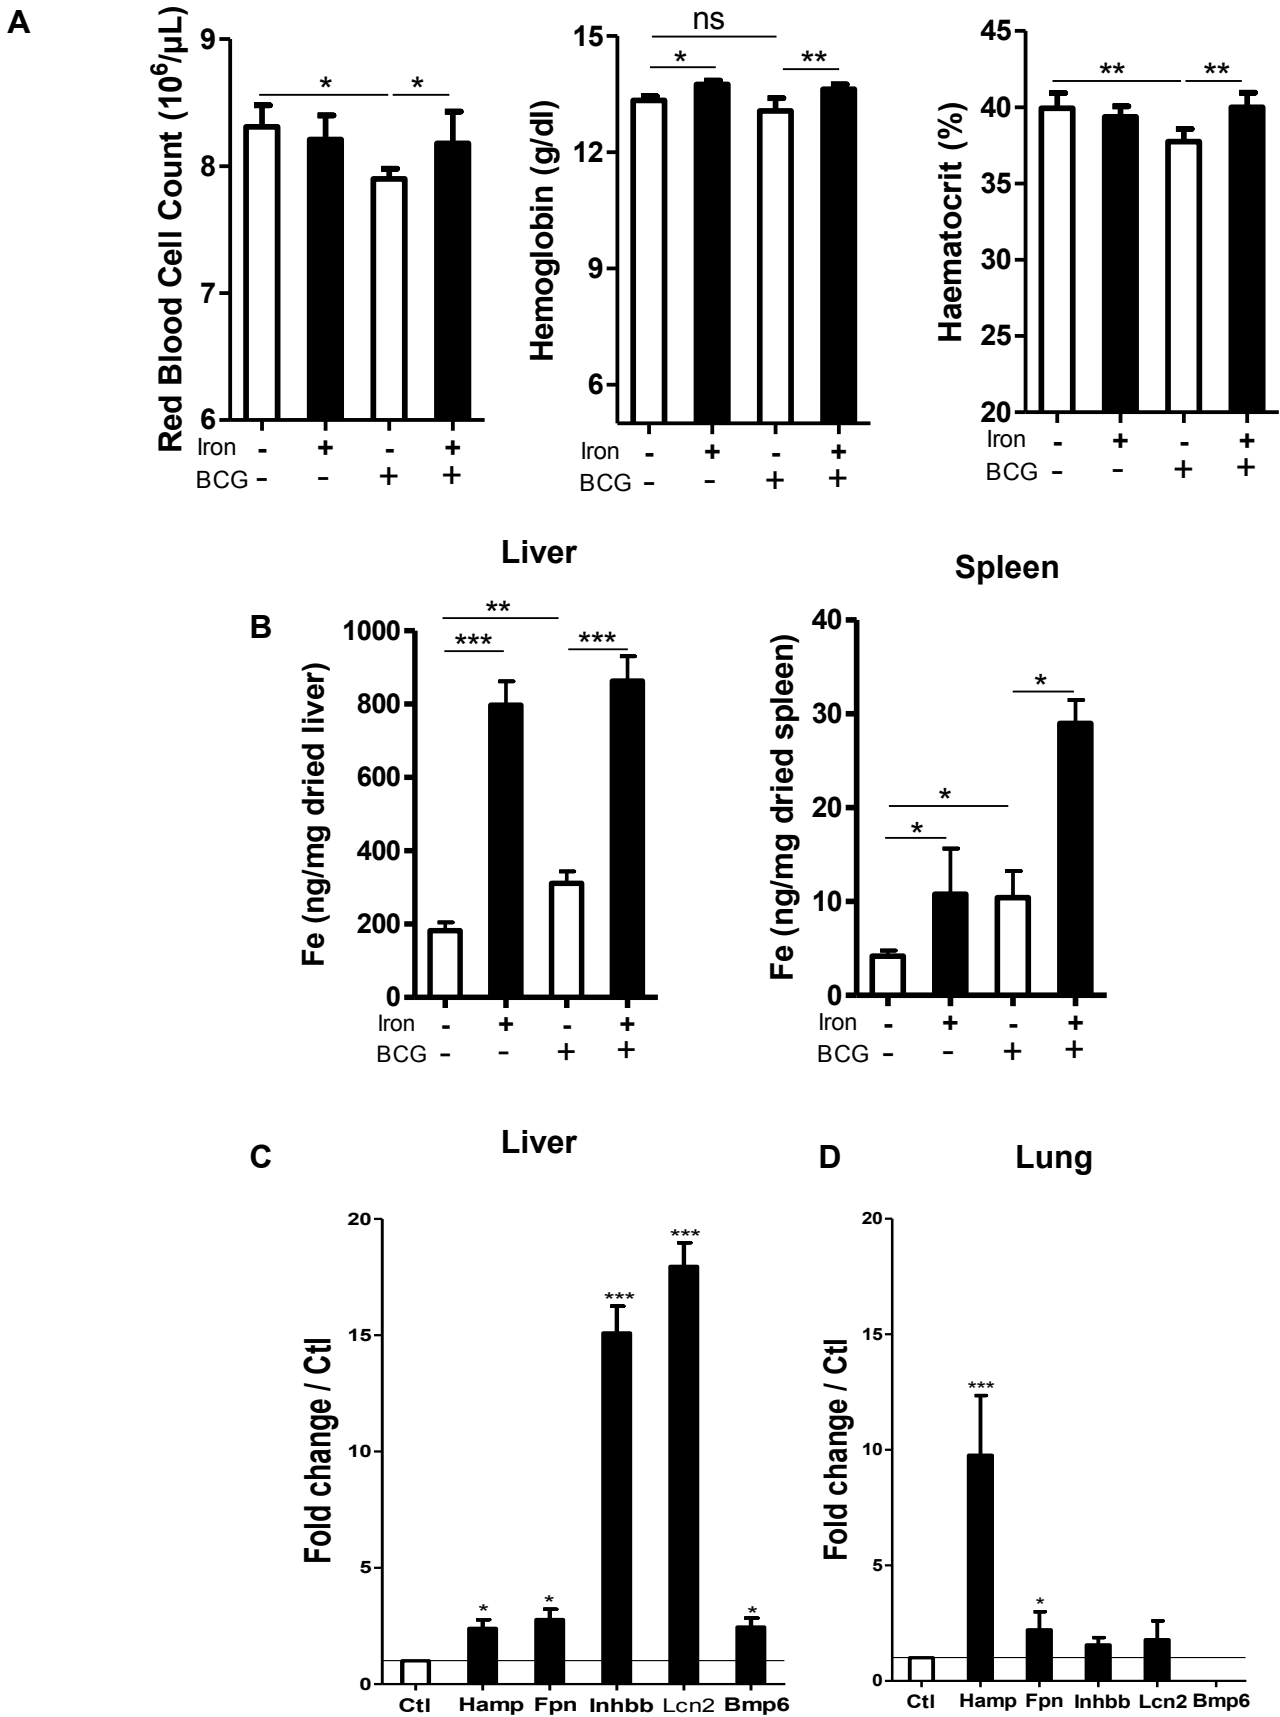 A
Red Blood Cell Count (10⁶/µL)
9
8
7
6
* *
Iron - + - +
BCG - - + +
Hemoglobin (g/dl)
15
12
9
6
ns
* **
Iron - + - +
BCG - - + +
Haematocrit (%)
45
40
35
30
25
20
** **
Iron - + - +
BCG - - + +
B
Liver
Fe (ng/mg dried liver)
1000
800
600
400
200
0
**
*** ***
Iron - + - +
BCG - - + +
Spleen
Fe (ng/mg dried spleen)
40
30
20
10
0
*
*
*
Iron - + - +
BCG - - + +
C
Liver
Fold change / Ctl
20
15
10
5
0
***
***
* * *
Ctl Hamp Fpn Inhbb Lcn2 Bmp6
D
Lung
Fold change / Ctl
20
15
10
5
0
***
*
Ctl Hamp Fpn Inhbb Lcn2 Bmp6